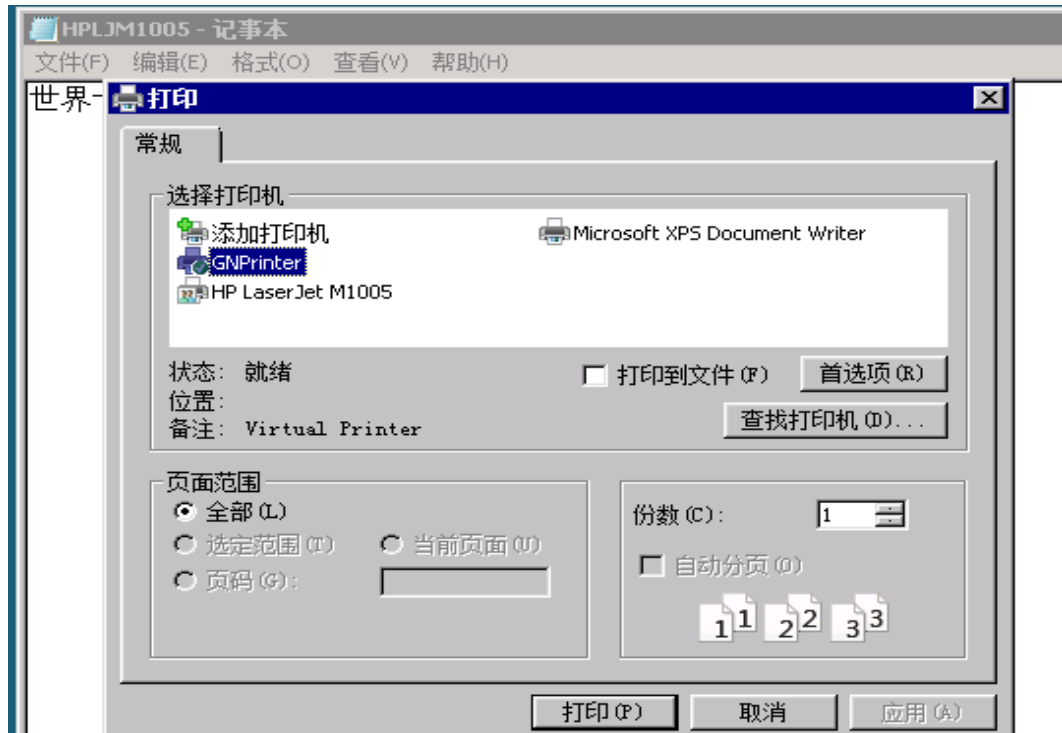 HPLJM1005 - 记事本
文件(F) 编辑(E) 格式(O) 查看(V) 帮助(H)
世界
打印
常规
选择打印机
添加打印机
Microsoft XPS Document Writer
GNPrinter
HP LaserJet M1005
状态: 就绪
打印到文件(F)
首选项(R)
位置:
查找打印机(D)...
备注: Virtual Printer
页面范围
全部(L)
选定范围(T) 当前页面(U)
页码(G):
份数(C): 1
自动分页(O)
1 1 2 2 3 3
打印(P) 取消 应用(A)